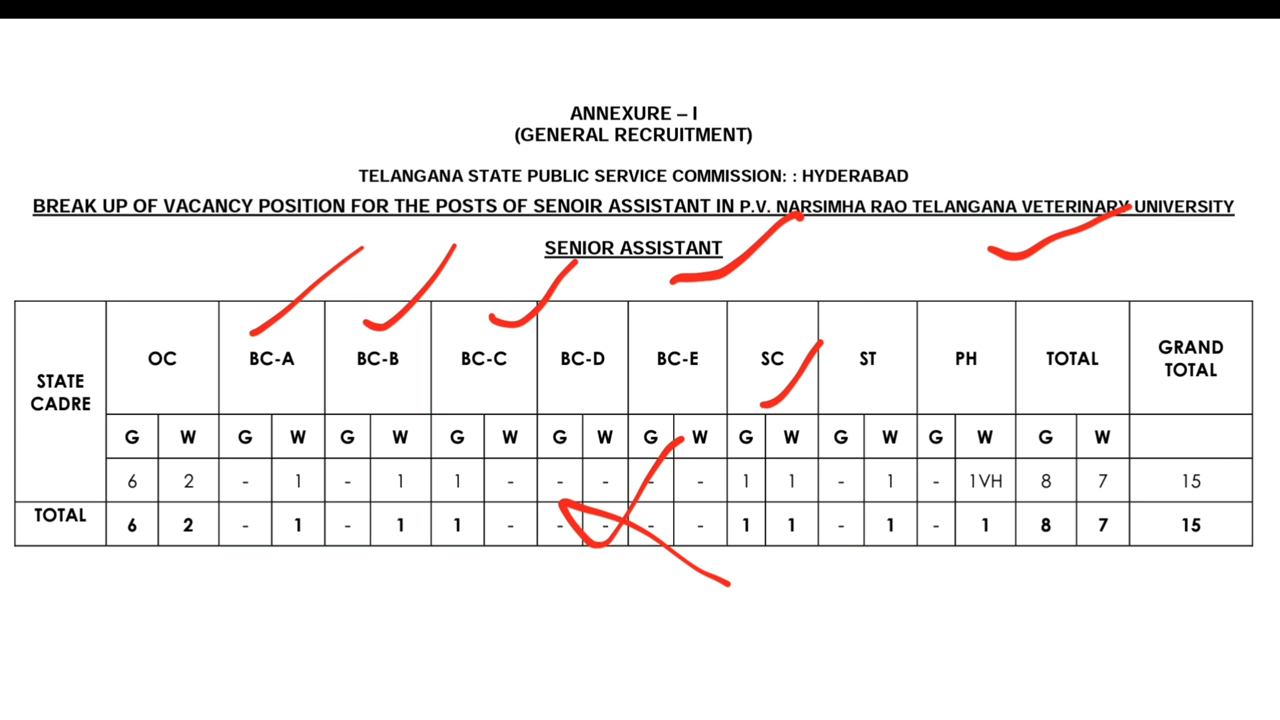 ANNEXURE – I
(GENERAL RECRUITMENT)
TELANGANA STATE PUBLIC SERVICE COMMISSION: : HYDERABAD
BREAK UP OF VACANCY POSITION FOR THE POSTS OF SENOIR ASSISTANT IN P.V. NARSIMHA RAO TELANGANA VETERINARY UNIVERSITY
SENIOR ASSISTANT
STATE CADRE OC BC-A BC-B BC-C BC-D BC-E SC ST PH TOTAL GRAND TOTAL
G W G W G W G W G W G W G W G W G W G W
6 2 - 1 - 1 1 - - - - - 1 1 - 1 - 1VH 8 7 15
TOTAL 6 2 - 1 - 1 1 - - - - - 1 1 - 1 - 1 8 7 15